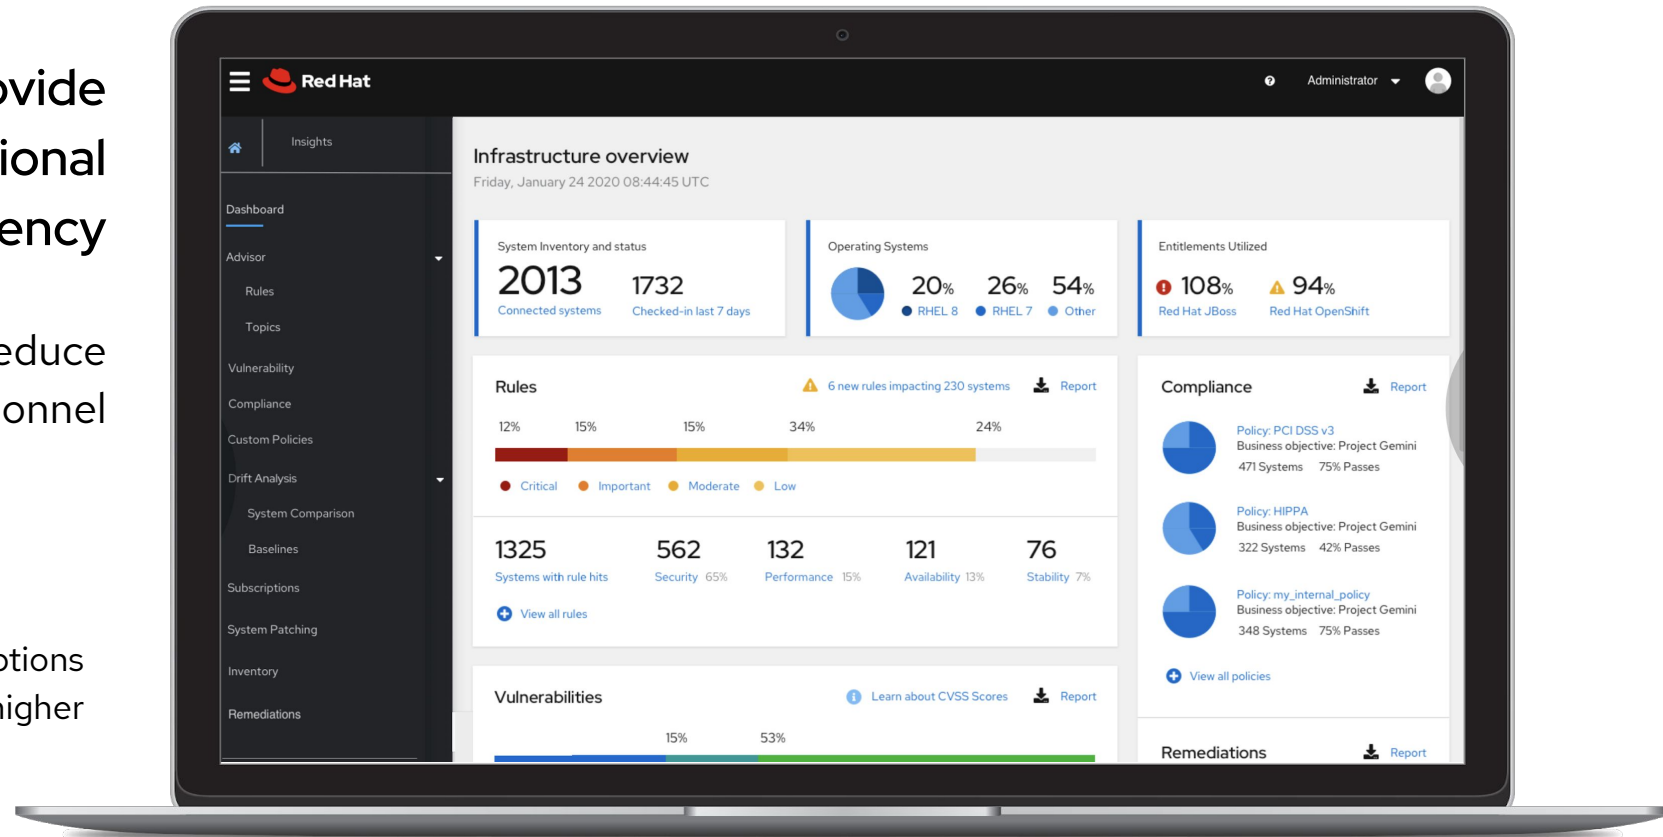 ovide
ional
ency
educe
onnel
otions
nigher
Red Hat
Administrator
Insights
Dashboard
Advisor
Rules
Topics
Vulnerability
Compliance
Custom Policies
Drift Analysis
System Comparison
Baselines
Subscriptions
System Patching
Inventory
Remediations
Infrastructure overview
Friday, January 24 2020 08:44:45 UTC
System Inventory and status
2013 1732
Connected systems Checked-in last 7 days
Operating Systems
20% 26% 54%
RHEL 8 RHEL 7 Other
Entitlements Utilized
108% 94%
Red Hat JBoss Red Hat OpenShift
Rules 6 new rules impacting 230 systems Report
12% 15% 15% 34% 24%
Critical Important Moderate Low
1325 562 132 121 76
Systems with rule hits Security 65% Performance 15% Availability 13% Stability 7%
View all rules
Vulnerabilities Learn about CVSS Scores Report
15% 53%
Compliance Report
Policy: PCI DSS v3
Business objective: Project Gemini
471 Systems 75% Passes
Policy: HIPPA
Business objective: Project Gemini
322 Systems 42% Passes
Policy: my_internal_policy
Business objective: Project Gemini
348 Systems 75% Passes
View all policies
Remediations Report